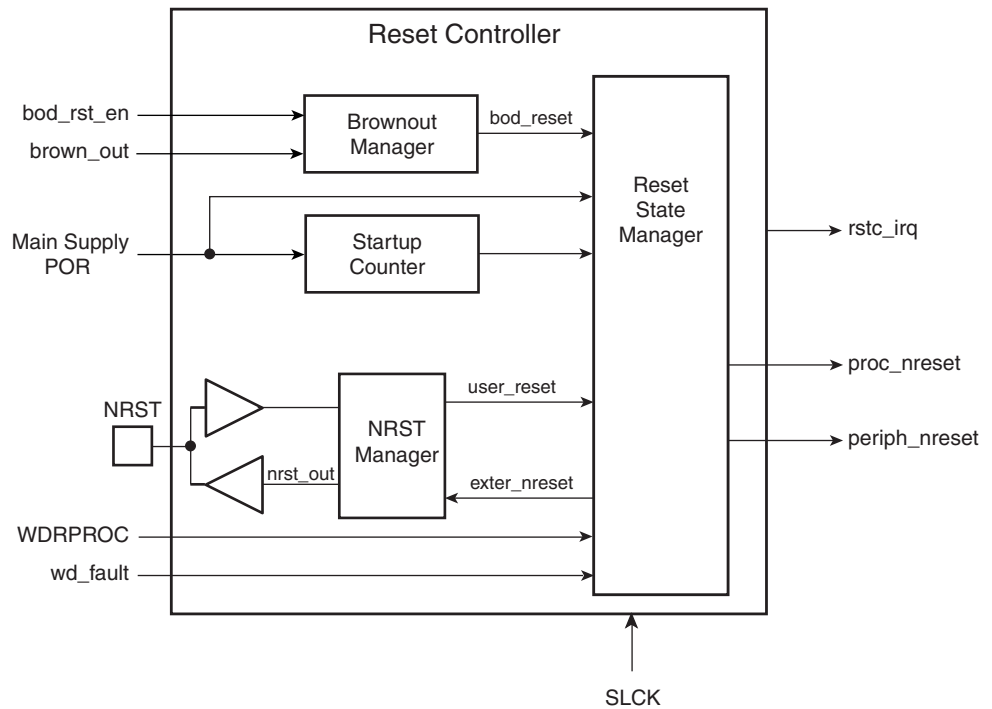 Reset Controller
bod_rst_en
brown_out
Brownout
Manager
bod_reset
Main Supply
POR
Startup
Counter
Reset
State
Manager
rstc_irq
proc_nreset
periph_nreset
NRST
NRST
Manager
user_reset
nrst_out
exter_nreset
WDRPROC
wd_fault
SLCK